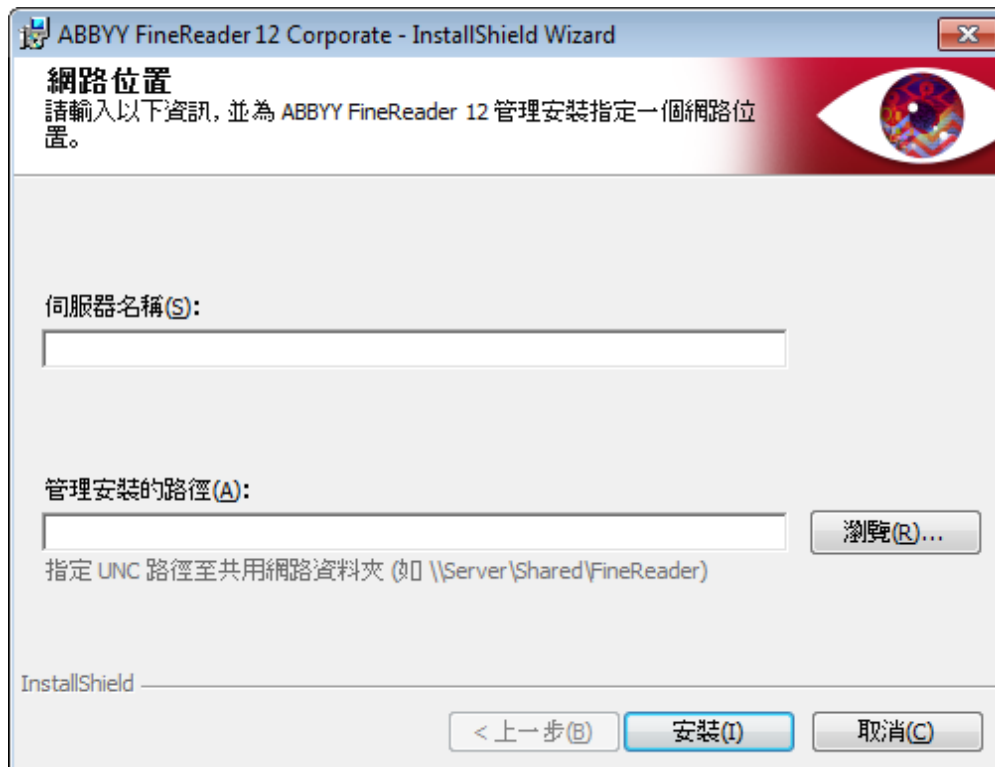 ABBYY FineReader 12 Corporate - InstallShield Wizard
網路位置
請輸入以下資訊, 並為 ABBYY FineReader 12 管理安裝指定一個網路位
置。
伺服器名稱(S):
管理安裝的路徑(A):
瀏覽(R)...
指定 UNC 路徑至共用網路資料夾 (如 \\Server\Shared\FineReader)
InstallShield
< 上一步(B)
安裝(I)
取消(C)